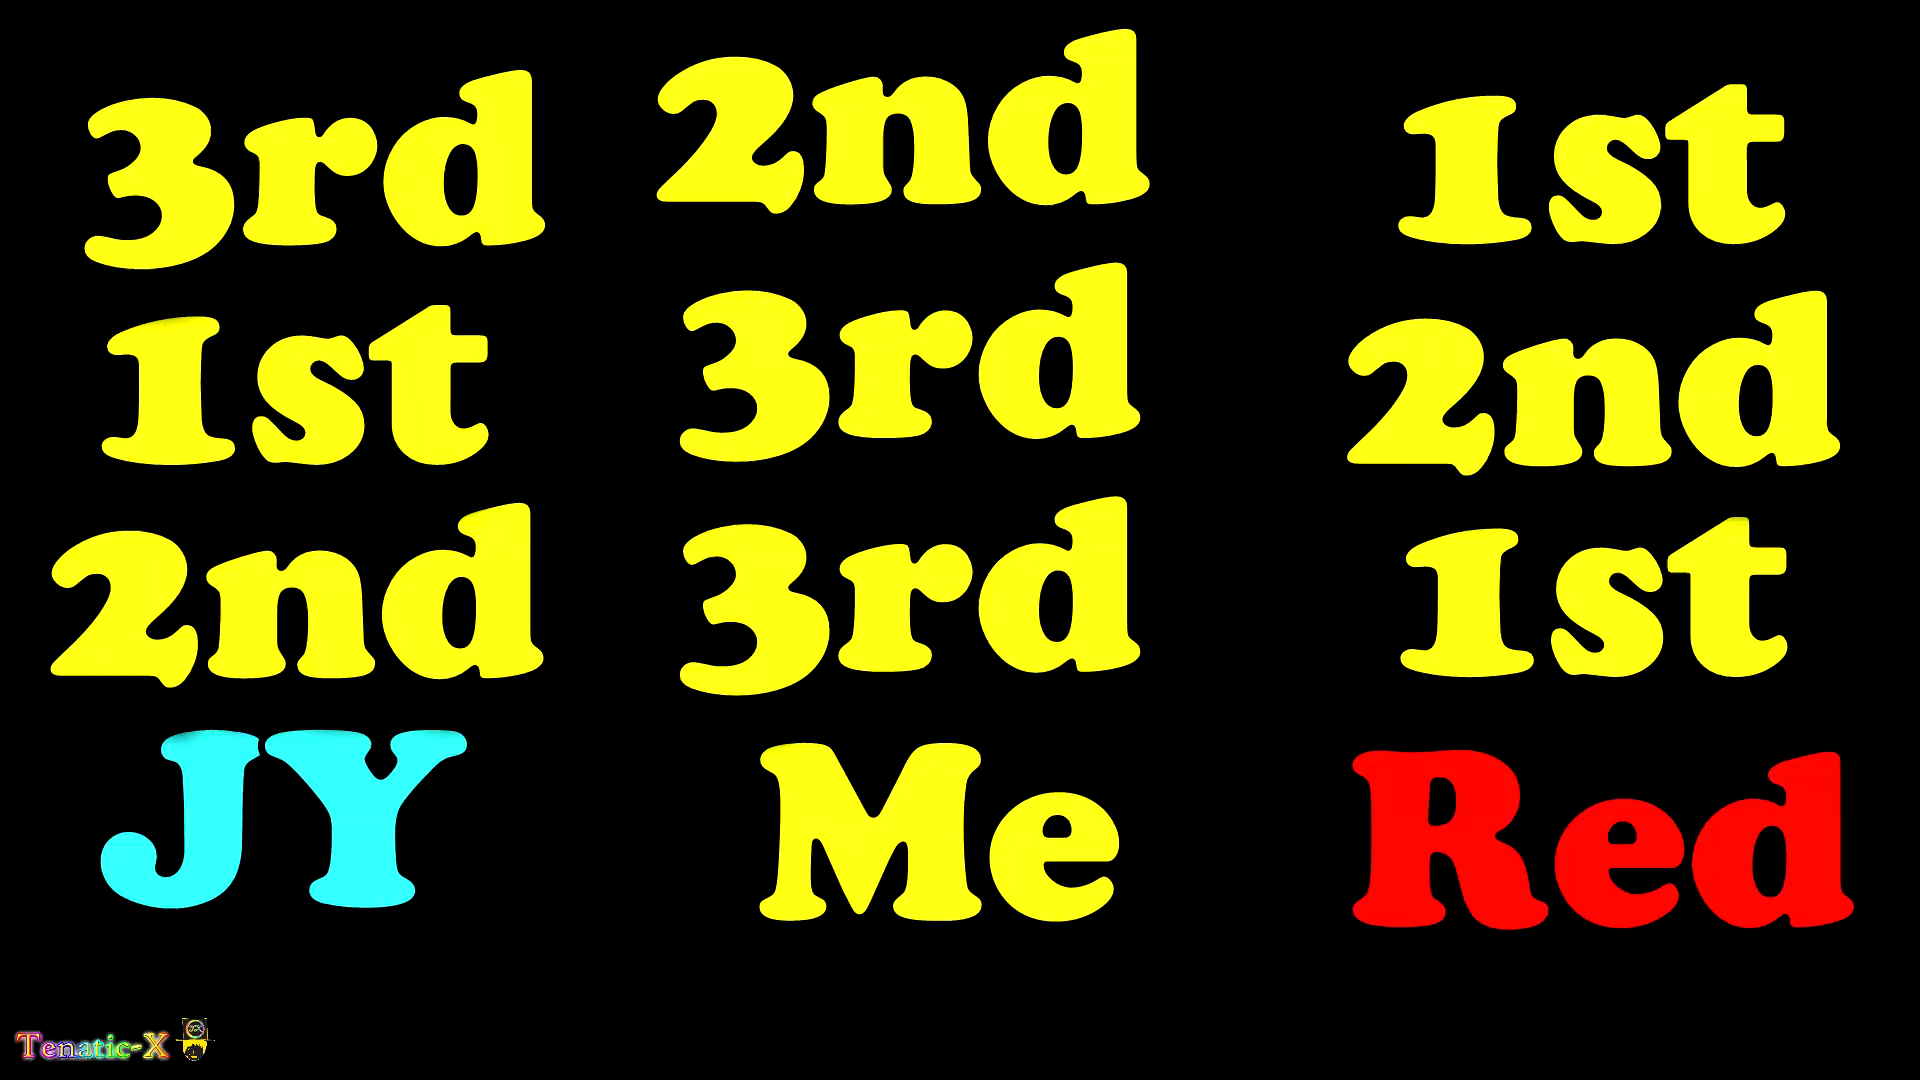 3rd 2nd 1st
1st 3rd 2nd
2nd 3rd 1st
JY Me Red
Tenatic-X